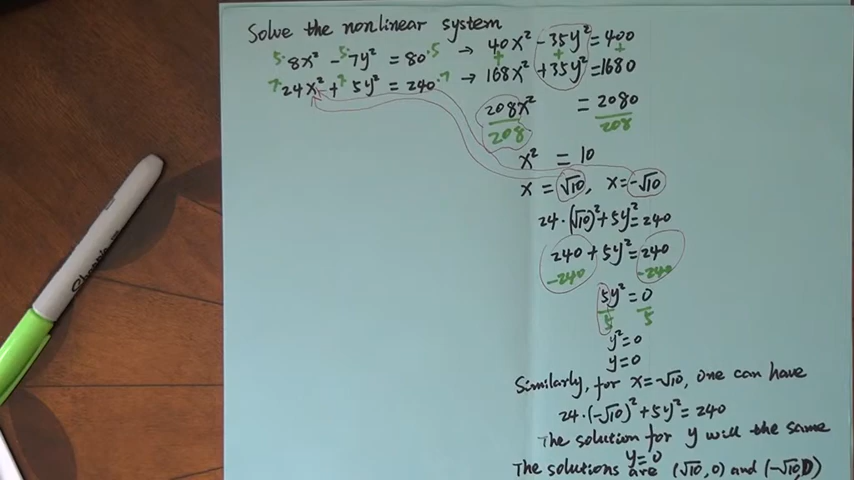 Solve the nonlinear system
5· 8x² -5· 7y² = 80 ·5 → 40x² - 35y² = 400
7· 24x² +7· 5y² = 240 ·7 → 168x² + 35y² = 1680
+ + +
208x² = 2080
208 208
x² = 10
x = √10, x = -√10
24·(√10)² + 5y² = 240
240 + 5y² = 240
-240 -240
5y² = 0
5 5
y² = 0
y = 0
Similarly, for x = -√10, one can have
24·(-√10)² + 5y² = 240
The solution for y will the same
y = 0
The solutions are (√10, 0) and (-√10, 0)
Sharpie